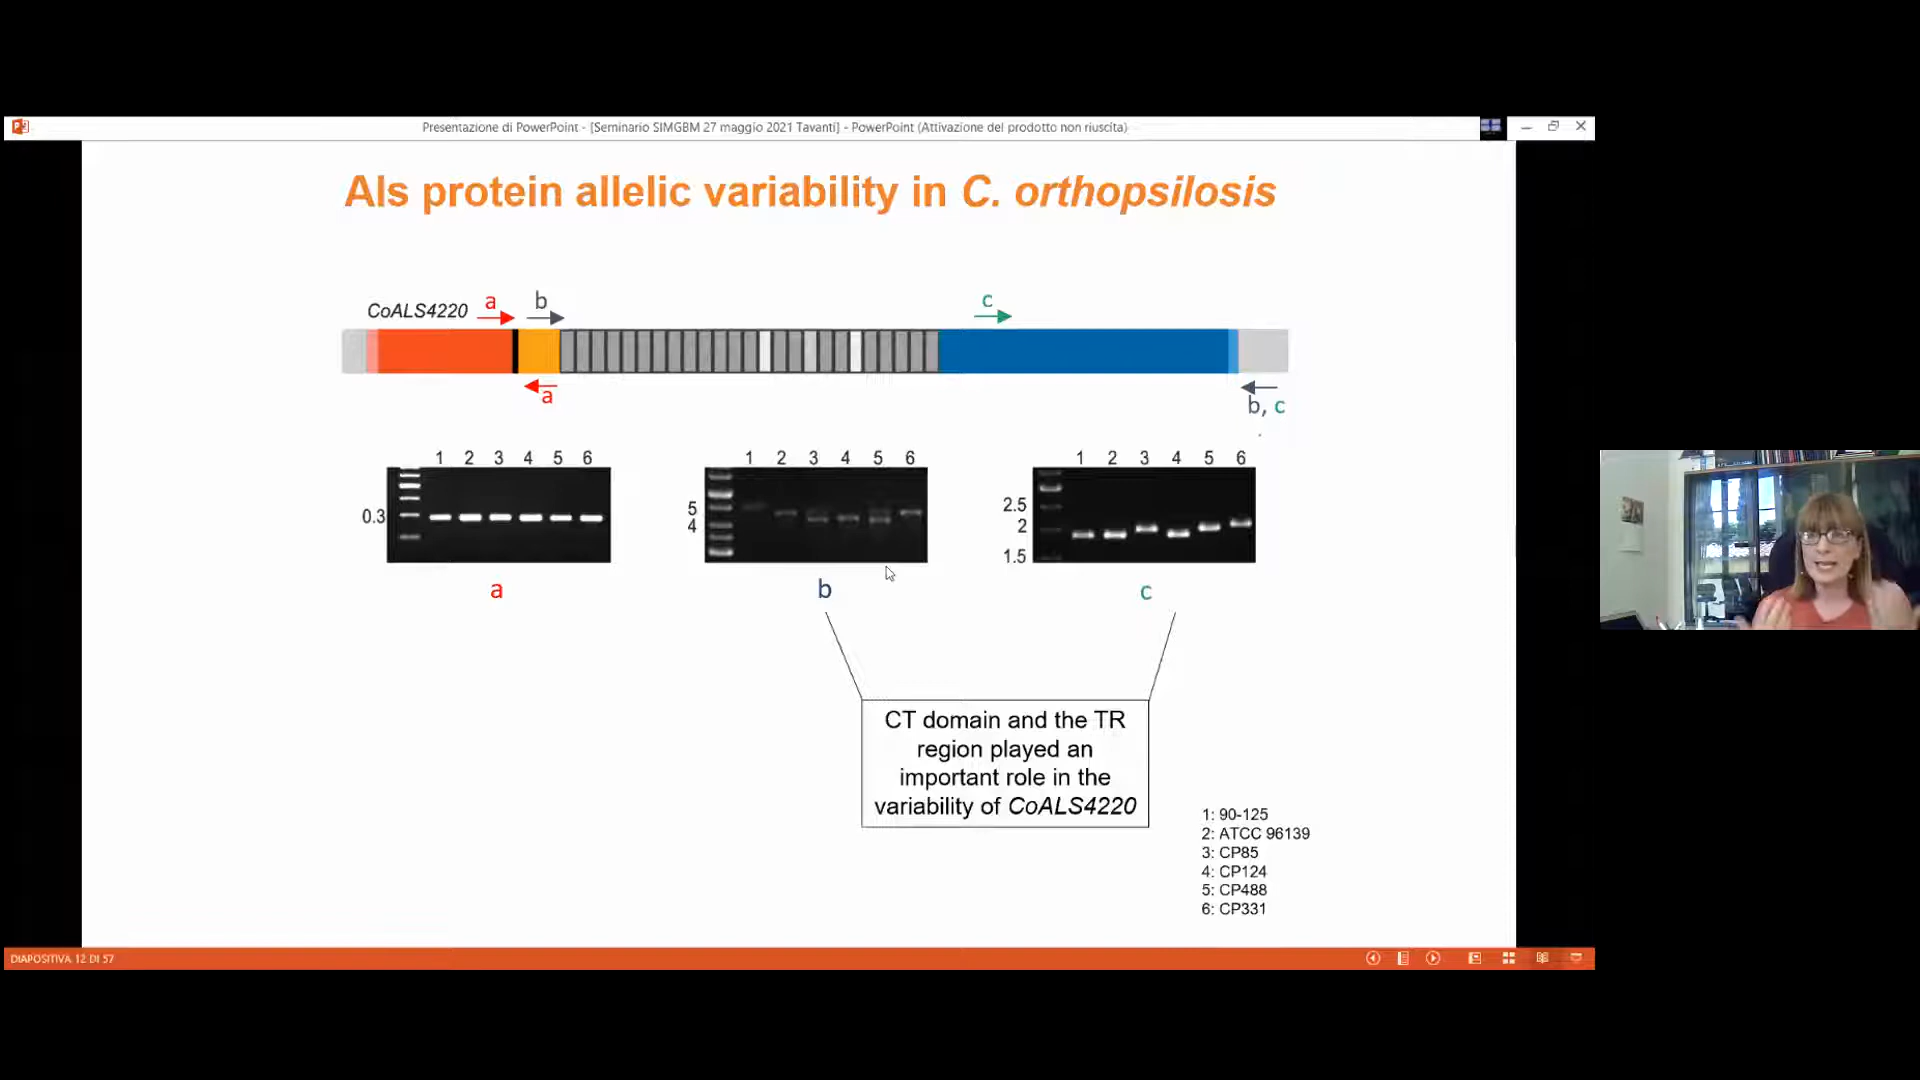 Presentazione di PowerPoint - [Seminario SIMGBM 27 maggio 2021 Tavanti] - PowerPoint (Attivazione del prodotto non riuscita)
Als protein allelic variability in C. orthopsilosis
CoALS4220
a
b
c
a
b, c
1 2 3 4 5 6
0.3
a
1 2 3 4 5 6
5
4
b
1 2 3 4 5 6
2.5
2
1.5
c
CT domain and the TR
region played an
important role in the
variability of CoALS4220
1: 90-125
2: ATCC 96139
3: CP85
4: CP124
5: CP488
6: CP331
DIAPOSITIVA 12 DI 57